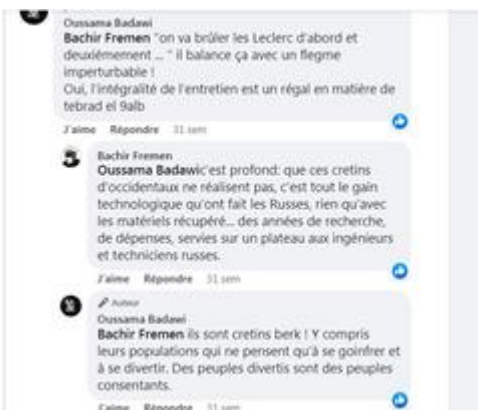 Oussama Badawi
Bachir Fremen "on va brûler les Leclerc d'abord et
deuxièmement ... " il balance ça avec un flegme
imperturbable !
Oui, l'intégralité de l'entretien est un régal en matière de
tebrad el 9alb
J'aime Répondre 31 sem
Bachir Fremen
Oussama Badawic'est profond: que ces cretins
d'occidentaux ne réalisent pas, c'est tout le gain
technologique qu'ont fait les Russes, rien qu'avec
les matériels récupéré... des années de recherche,
de dépenses, servies sur un plateau aux ingénieurs
et techniciens russes.
J'aime Répondre 31 sem
Auteur
Oussama Badawi
Bachir Fremen ils sont cretins berk ! Y compris
leurs populations qui ne pensent qu'à se goinfrer et
à se divertir. Des peuples divertis sont des peuples
consentants.
J'aime Répondre 31 sem